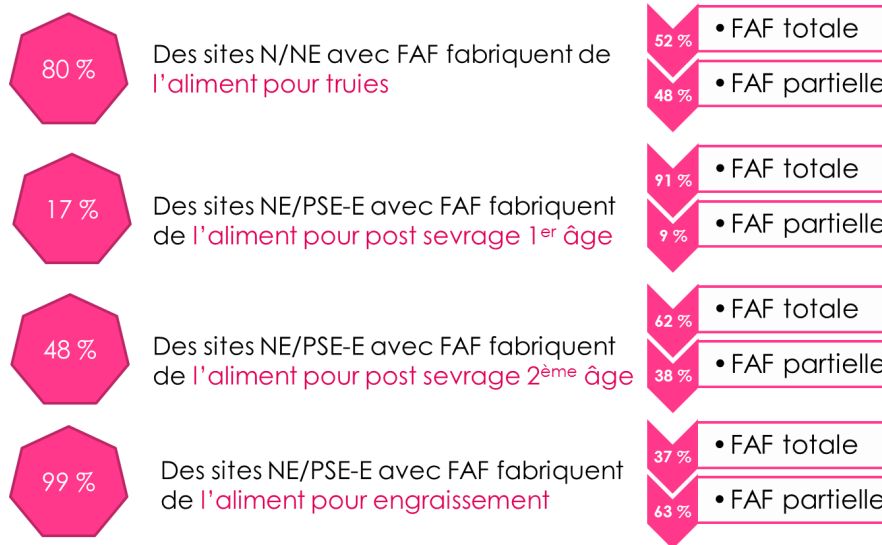 80 %
Des sites N/NE avec FAF fabriquent de
l'aliment pour truies
52 %
• FAF totale
48 %
• FAF partielle
17 %
Des sites NE/PSE-E avec FAF fabriquent
de l'aliment pour post sevrage 1er âge
91 %
• FAF totale
9 %
• FAF partielle
48 %
Des sites NE/PSE-E avec FAF fabriquent
de l'aliment pour post sevrage 2ème âge
62 %
• FAF totale
38 %
• FAF partielle
99 %
Des sites NE/PSE-E avec FAF fabriquent
de l'aliment pour engraissement
37 %
• FAF totale
63 %
• FAF partielle